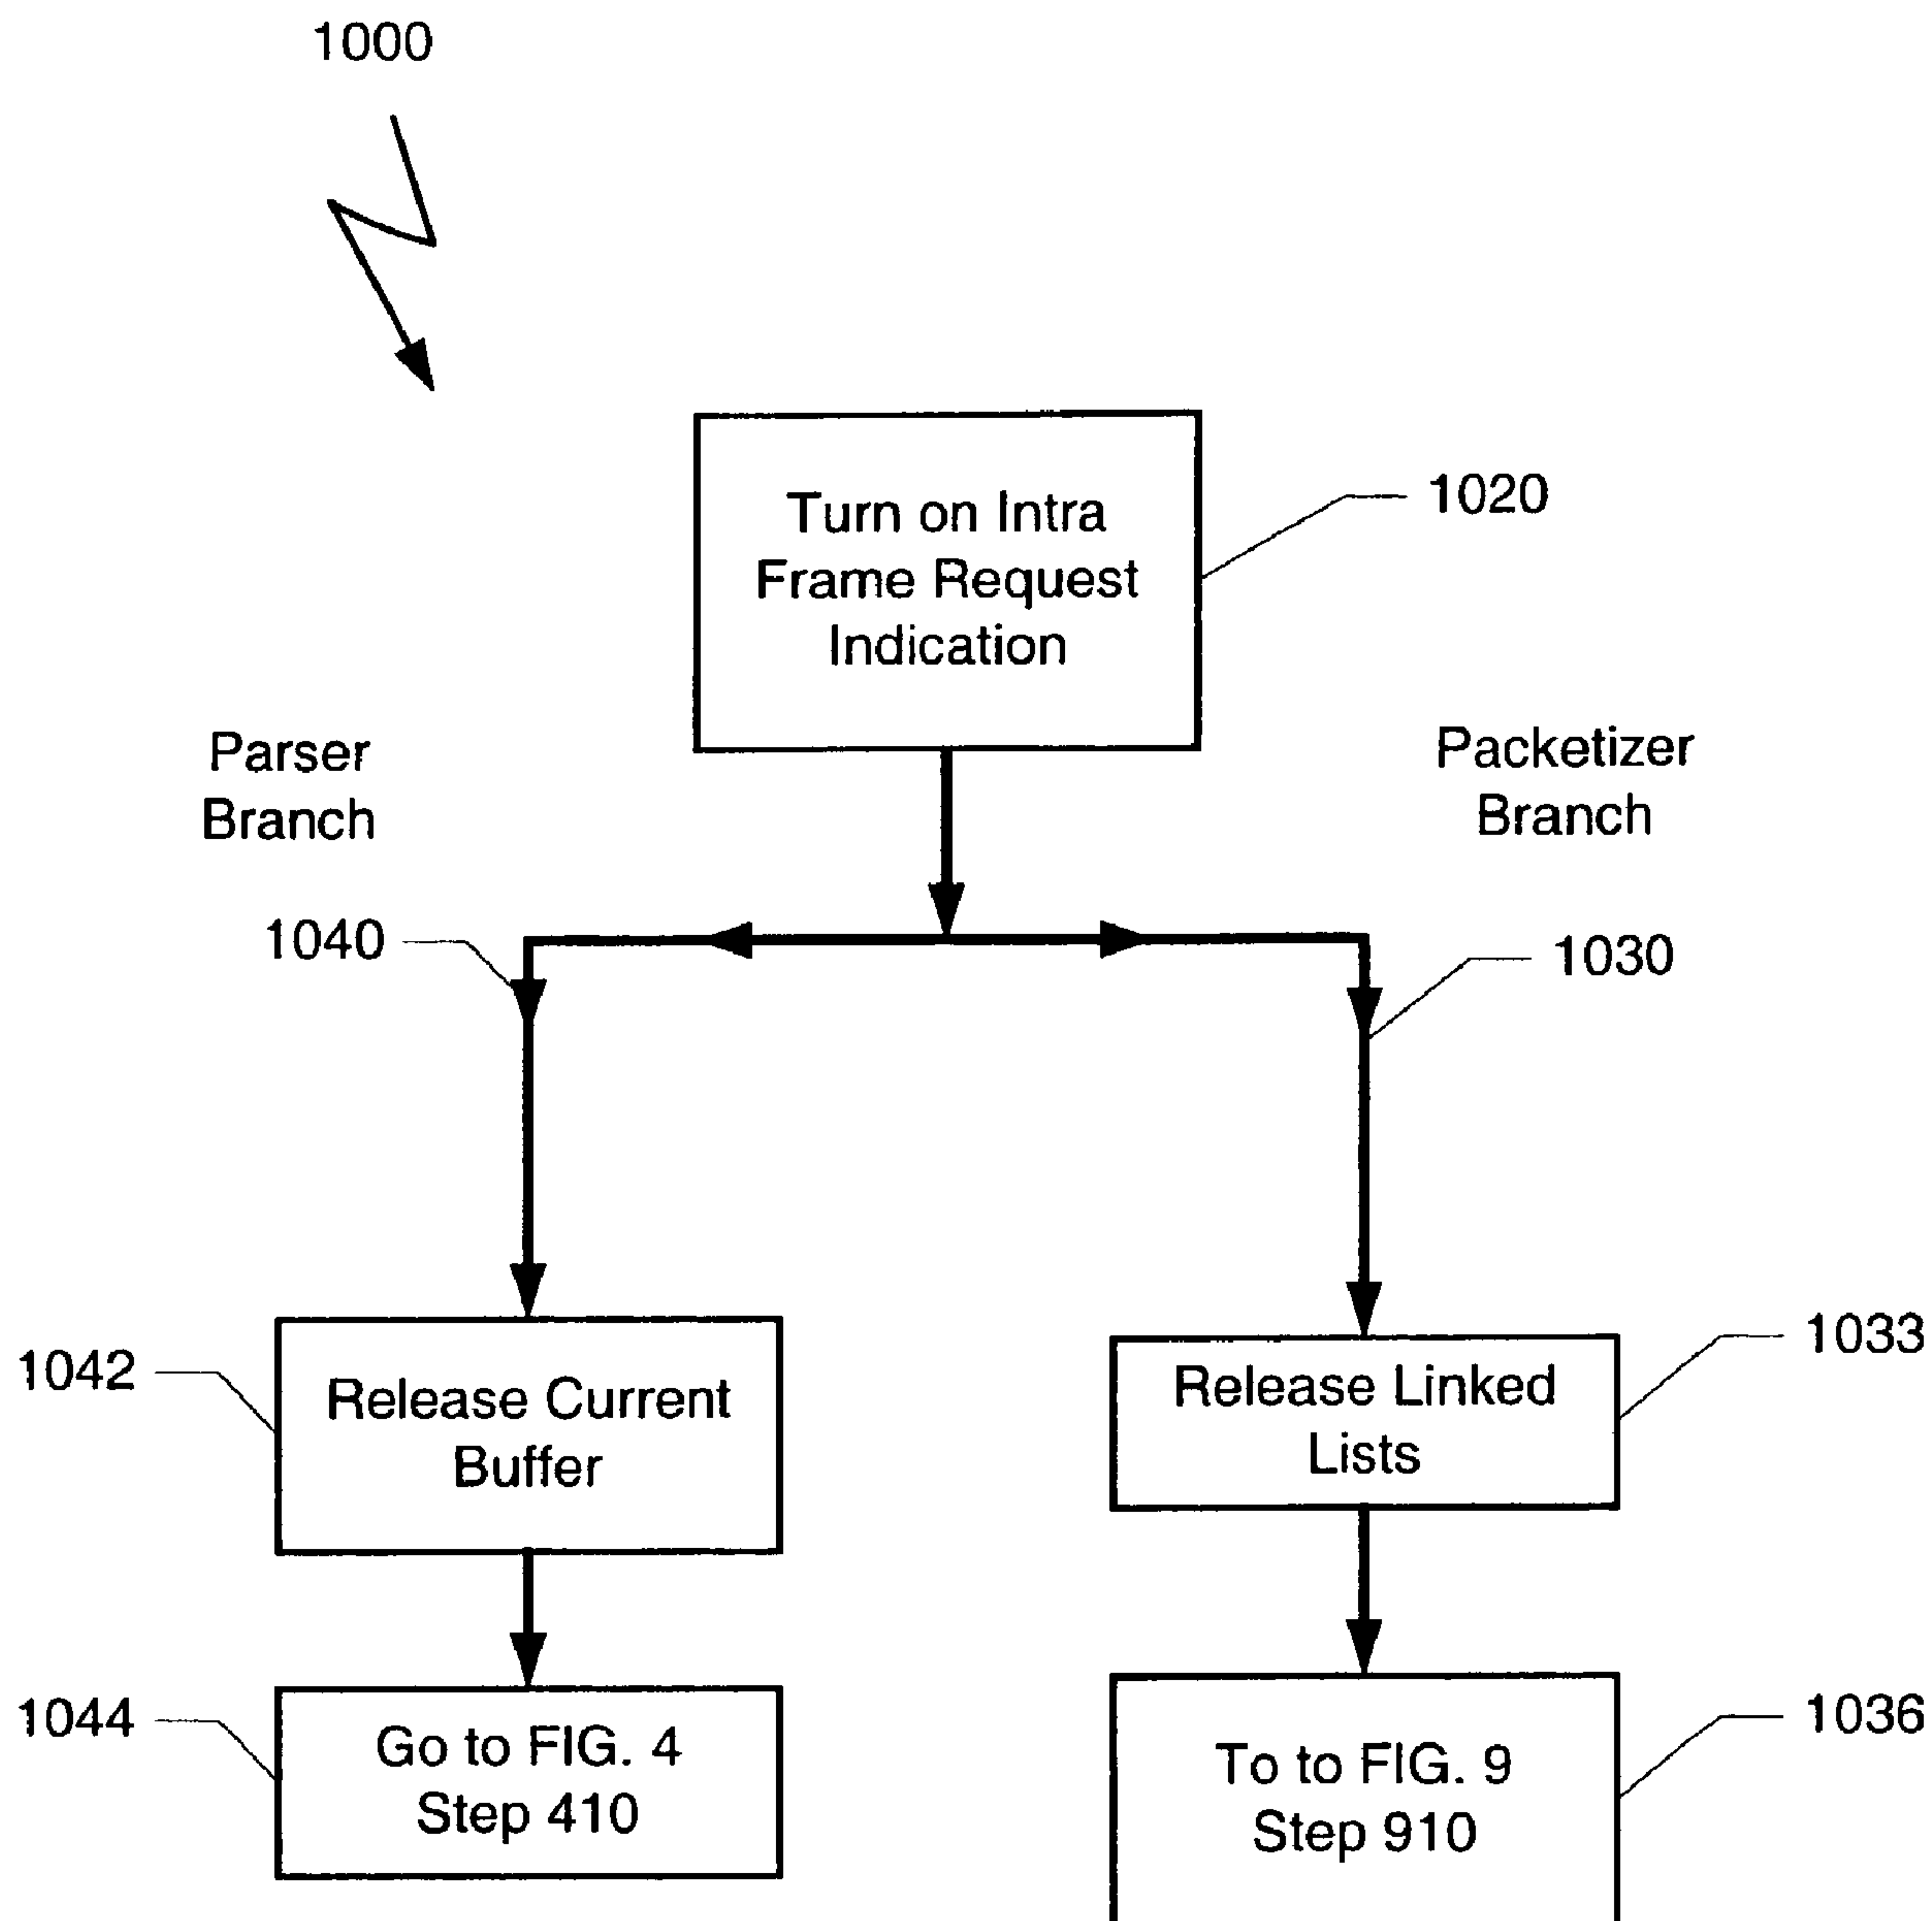 1000
Turn on Intra
Frame Request
Indication
1020
Parser
Branch
Packetizer
Branch
1040
1030
1042
Release Current
Buffer
Release Linked
Lists
1033
1044
Go to FIG. 4
Step 410
To to FIG. 9
Step 910
1036